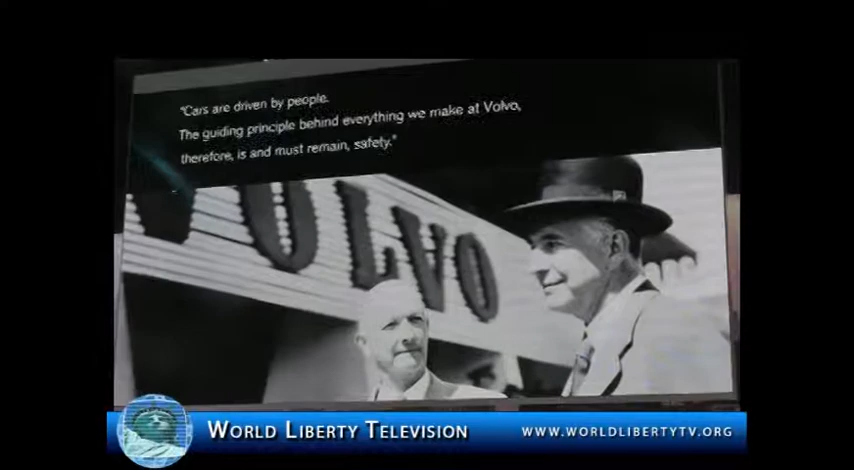 "Cars are driven by people.
The guiding principle behind everything we make at Volvo,
therefore, is and must remain, safety."
VOLVO
WORLD LIBERTY TELEVISION
WWW.WORLDLIBERTYTV.ORG